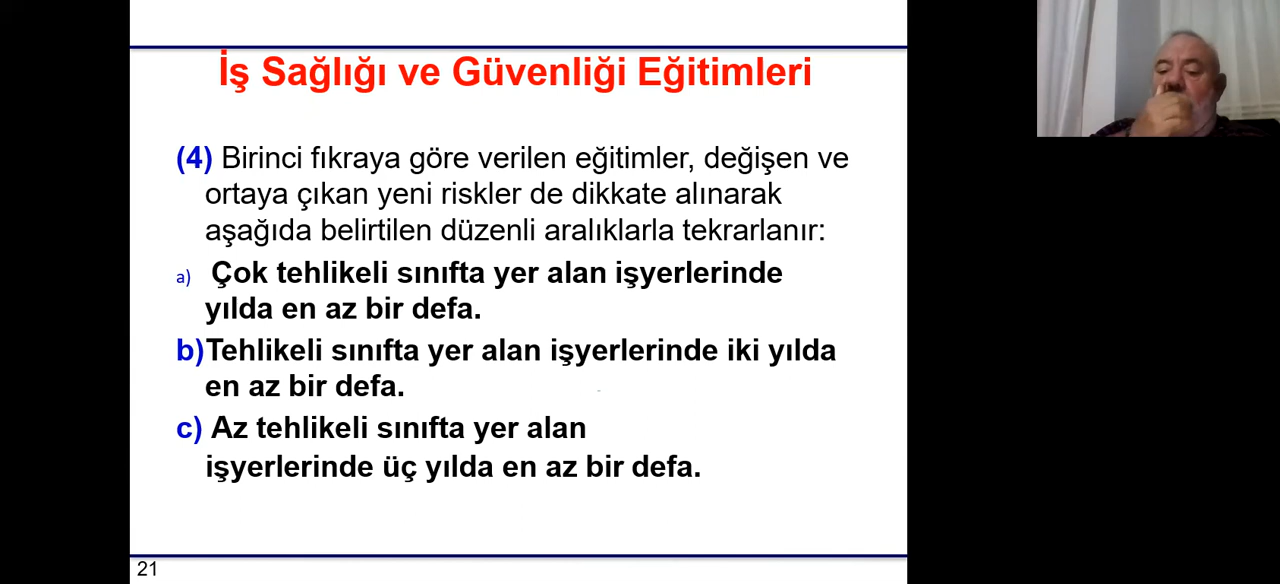 İş Sağlığı ve Güvenliği Eğitimleri
(4) Birinci fıkraya göre verilen eğitimler, değişen ve
ortaya çıkan yeni riskler de dikkate alınarak
aşağıda belirtilen düzenli aralıklarla tekrarlanır:
a) Çok tehlikeli sınıfta yer alan işyerlerinde
yılda en az bir defa.
b)Tehlikeli sınıfta yer alan işyerlerinde iki yılda
en az bir defa.
c) Az tehlikeli sınıfta yer alan
işyerlerinde üç yılda en az bir defa.
21